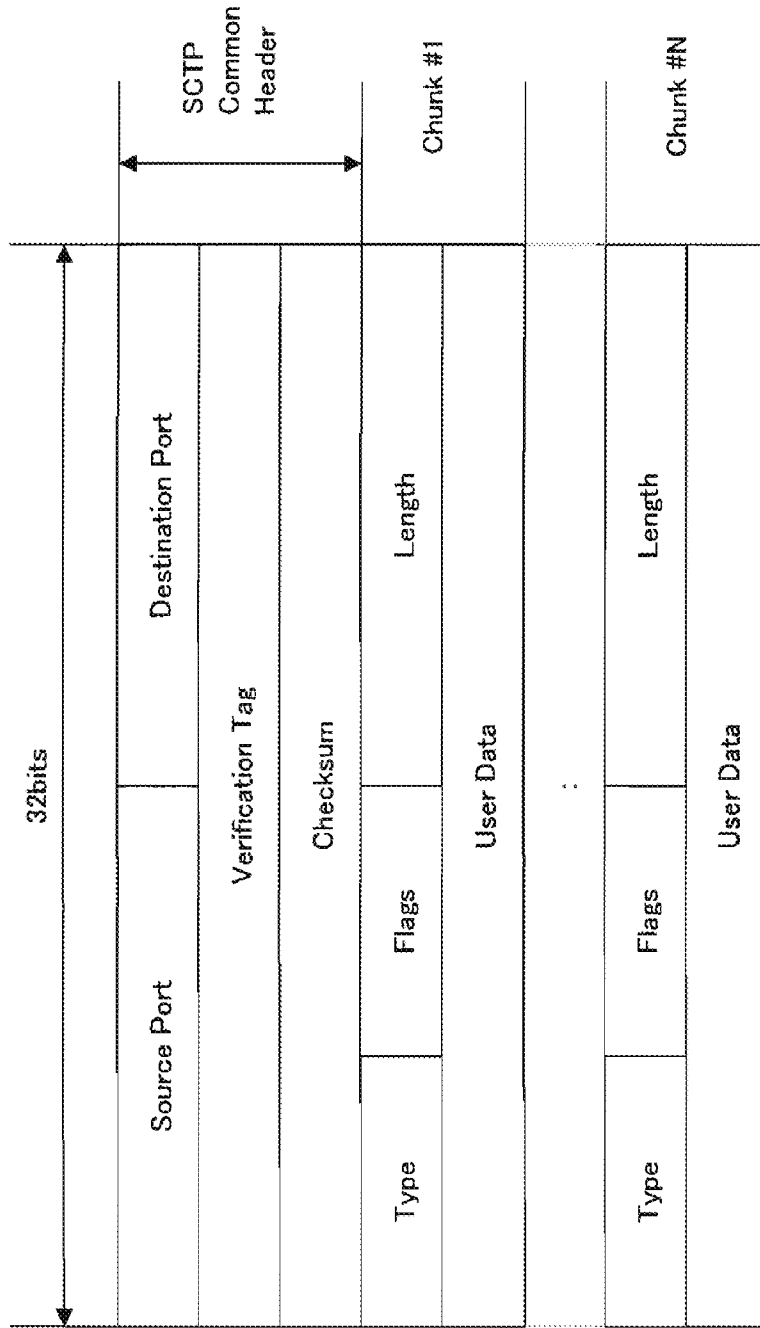 32bits
Source Port
Destination Port
SCTP
Common
Header
Verification Tag
Checksum
Type
Flags
Length
Chunk #1
User Data
:
Type
Flags
Length
Chunk #N
User Data